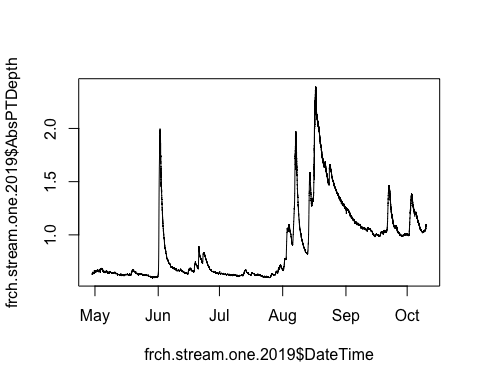 frch.stream.one.2019$AbsPTDepth
2.0
1.5
1.0
May Jun Jul Aug Sep Oct
frch.stream.one.2019$DateTime